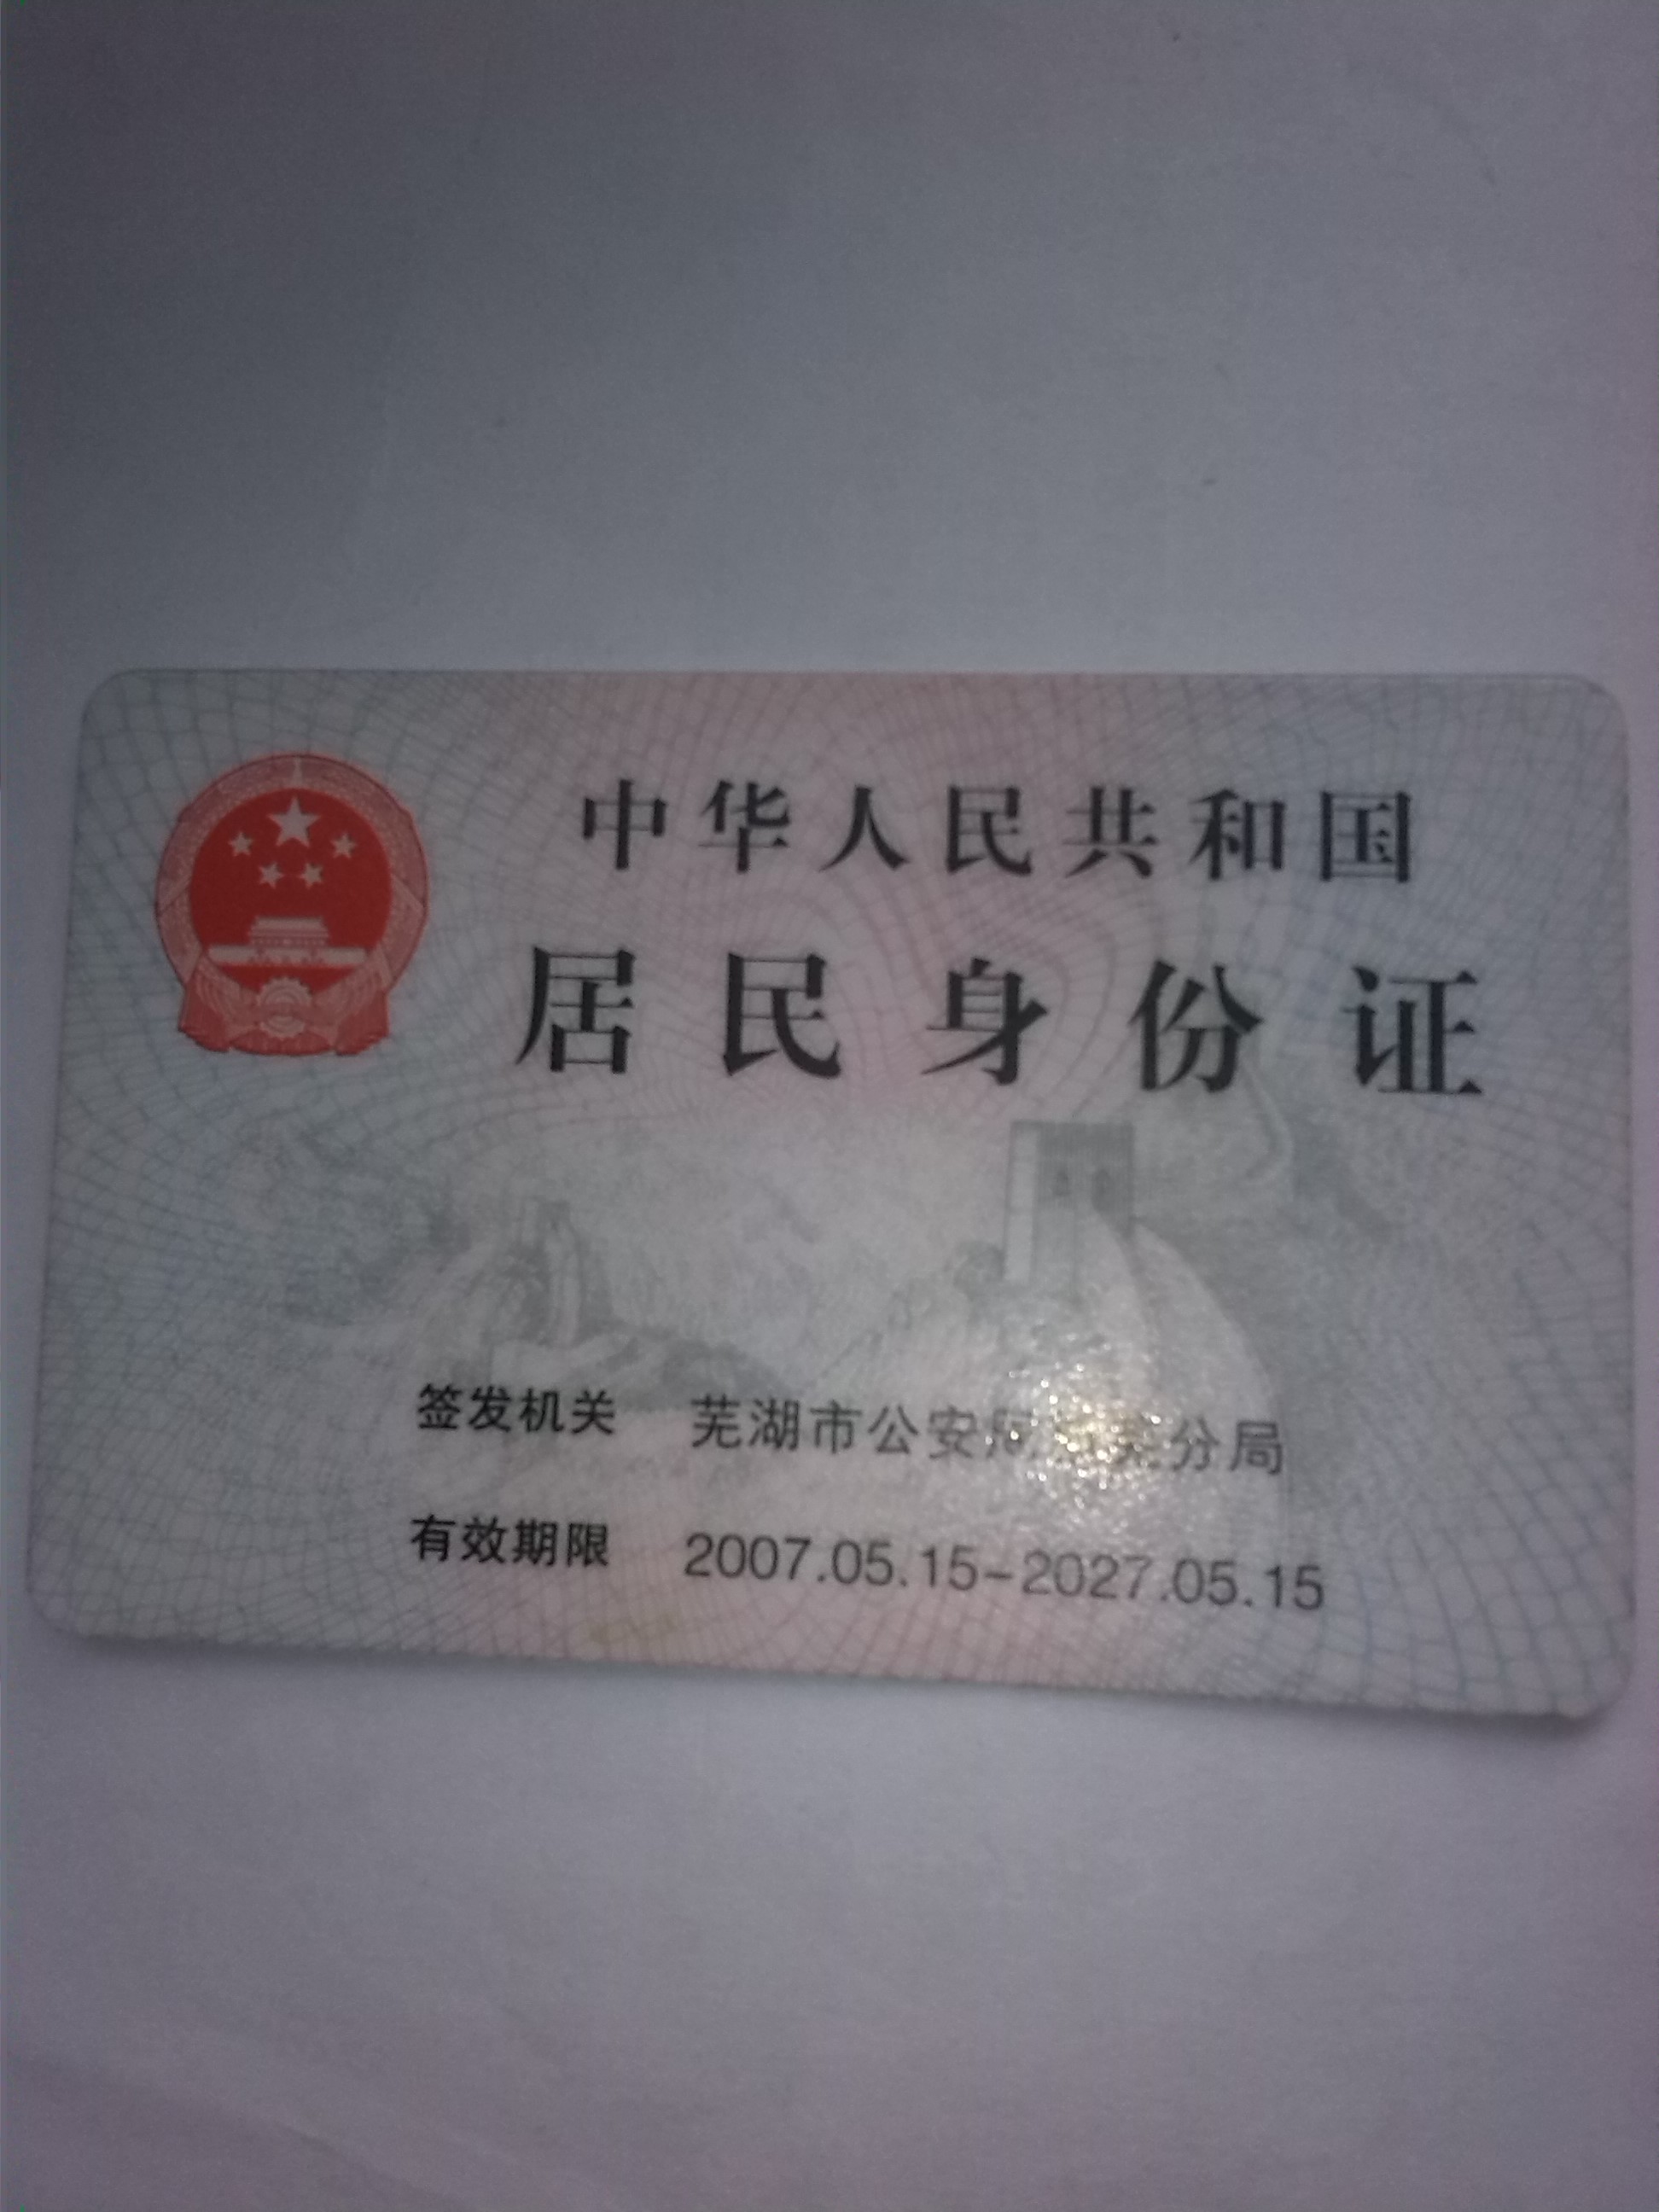 中华人民共和国
居民身份证
签发机关 芜湖市公安局 分局
有效期限 2007.05.15-2027.05.15